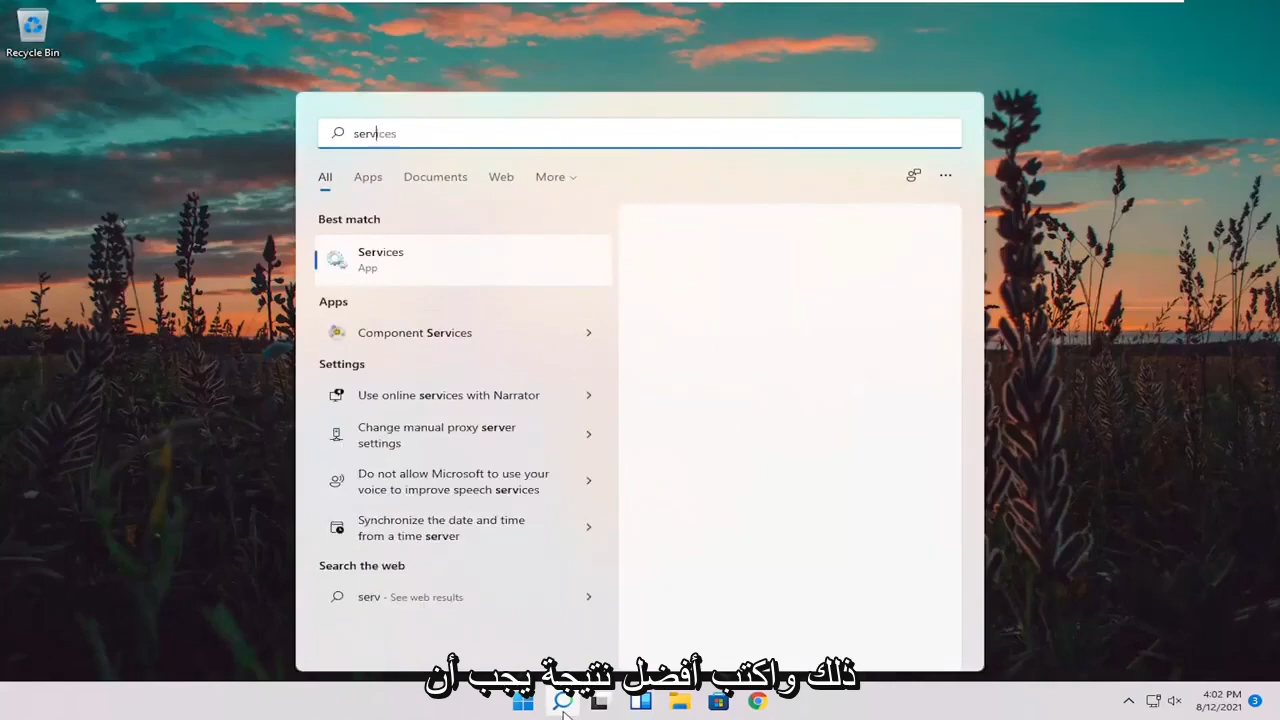 Recycle Bin
services
All Apps Documents Web More
Best match
Services
App
Apps
Component Services
Settings
Use online services with Narrator
Change manual proxy server
settings
Do not allow Microsoft to use your
voice to improve speech services
Synchronize the date and time
from a time server
Search the web
serv - See web results
ذلك واكتب أفضل نتيجة يجب أن
4:02 PM
8/12/2021
3